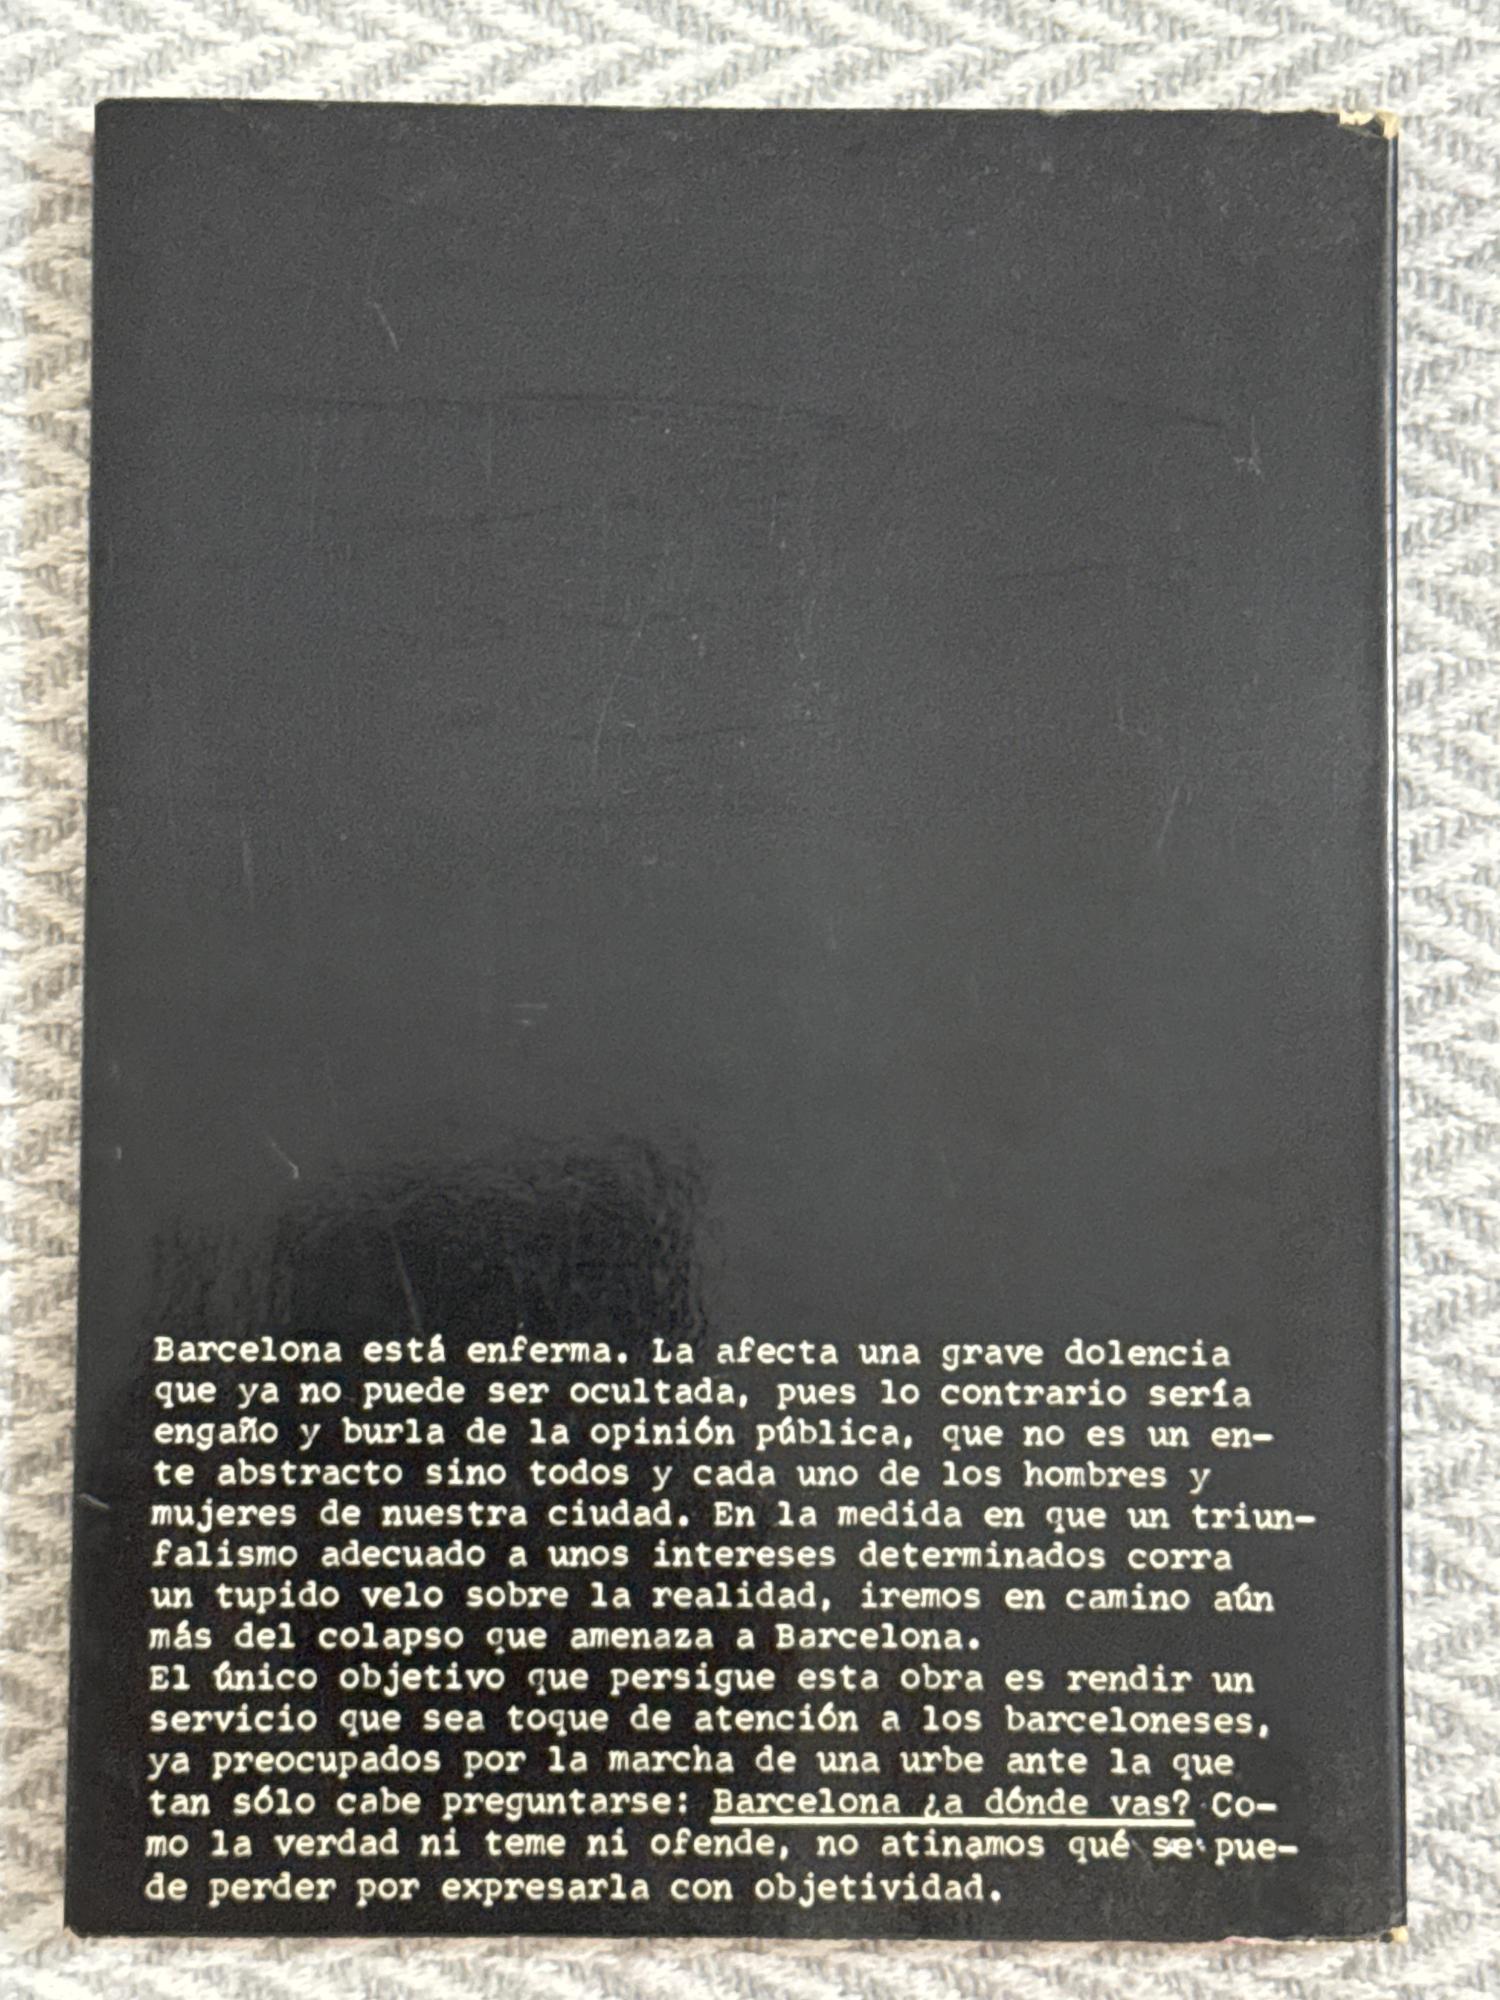 Barcelona está enferma. La afecta una grave dolencia
que ya no puede ser ocultada, pues lo contrario sería
engaño y burla de la opinión pública, que no es un en-
te abstracto sino todos y cada uno de los hombres y
mujeres de nuestra ciudad. En la medida en que un triun-
falismo adecuado a unos intereses determinados corra
un tupido velo sobre la realidad, iremos en camino aún
más del colapso que amenaza a Barcelona.
El único objetivo que persigue esta obra es rendir un
servicio que sea toque de atención a los barceloneses,
ya preocupados por la marcha de una urbe ante la que
tan sólo cabe preguntarse: Barcelona ¿a dónde vas? Co-
mo la verdad ni teme ni ofende, no atinamos qué se pue-
de perder por expresarla con objetividad.